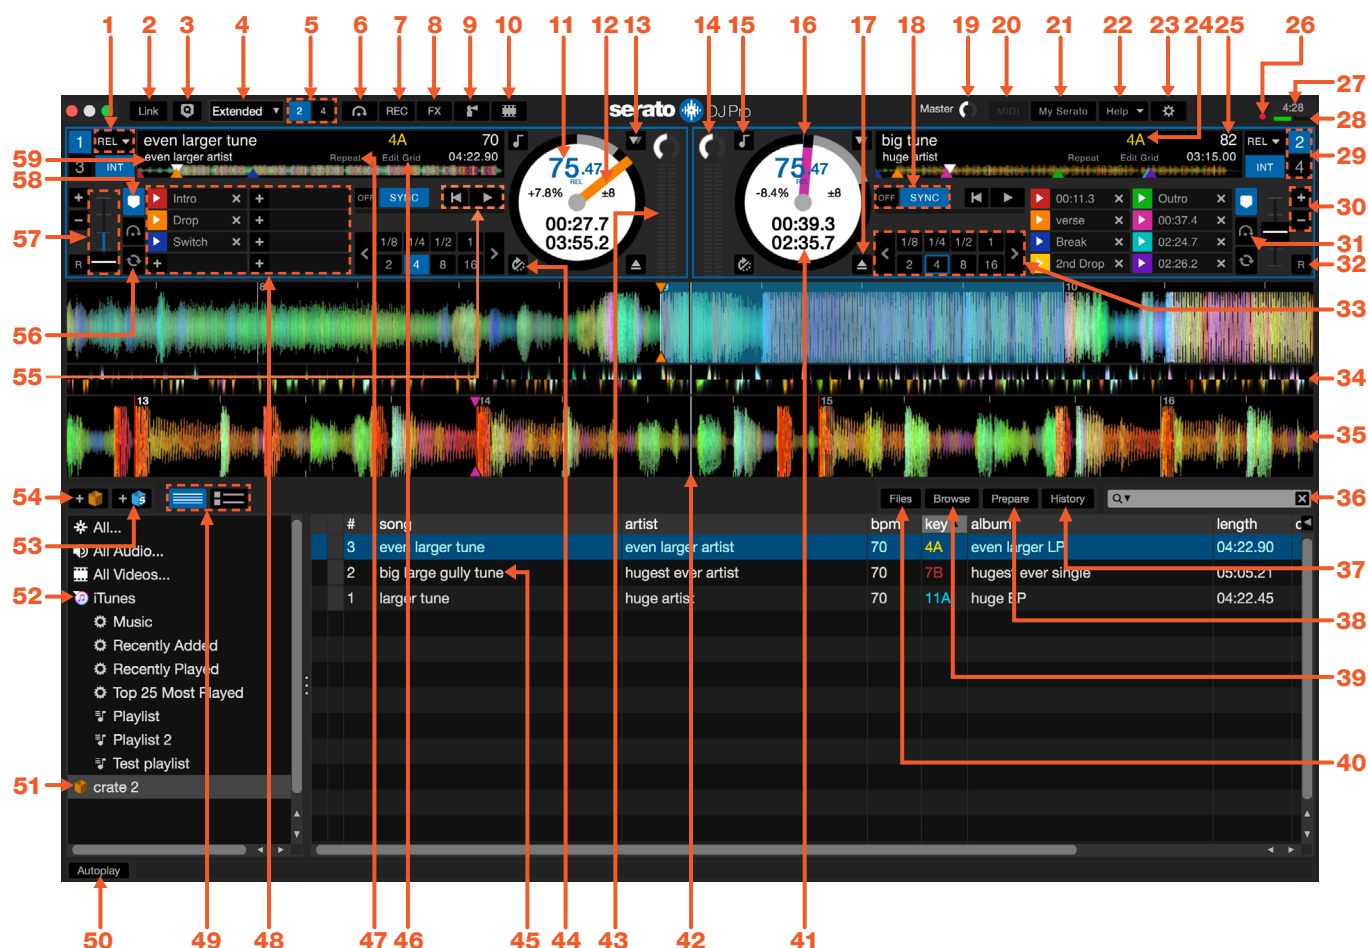 1 2 3 4 5 6 7 8 9 10 11 12 13 14 15 16 17 18 19 20 21 22 23 24 25 26
27
28
29
30
31
32
33
34
35
36
37
38
39
40
59
58
57
56
55
54
53
52
51
50 49 48 47 46 45 44 43 42 41
Link Extended ▼ 2 4 REC FX serato DJ Pro Master MIDI My Serato Help ▼ 4:28
1 REL ▼ even larger tune 4A 70
3 INT even larger artist Repeat Edit Grid 04:22.90
Intro × +
Drop × +
Switch × +
+ +
+
−
R
OFF SYNC
1/8 1/4 1/2 1
< >
2 4 8 16
75.47
REL
+7.8% ±8
00:27.7
03:55.2
75.47
REL
-8.4% ±8
00:39.3
02:35.7
big tune 4A 82 REL ▼ 2
huge artist Repeat Edit Grid 03:15.00 INT 4
OFF SYNC
1/8 1/4 1/2 1
< >
2 4 8 16
00:11.3 × Outro ×
verse × 00:37.4 ×
Break × 02:24.7 ×
2nd Drop × 02:26.2 ×
+
−
R
8 9 10
13 14 15 16
+ + S Files Browse Prepare History
All...
All Audio...
All Videos...
iTunes
Music
Recently Added
Recently Played
Top 25 Most Played
Playlist
Playlist 2
Test playlist
crate 2
# song artist bpm key album length
3 even larger tune even larger artist 70 4A even larger LP 04:22.90
2 big large gully tune hugest ever artist 70 7B hugest ever single 05:05.21
1 larger tune huge artist 70 11A huge EP 04:22.45
Autoplay